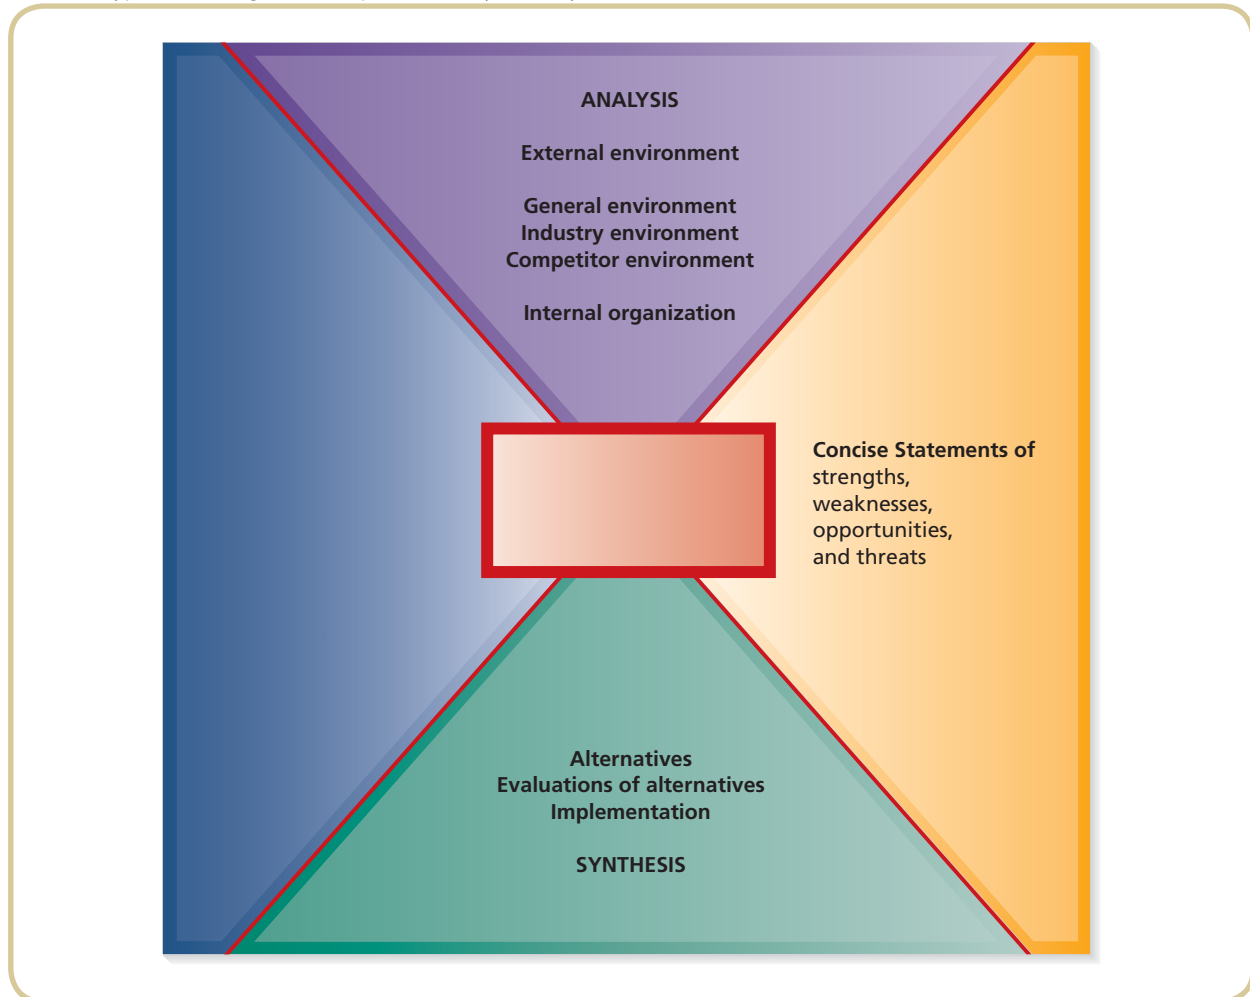 ANALYSIS
External environment
General environment
Industry environment
Competitor environment
Internal organization
Concise Statements of
strengths,
weaknesses,
opportunities,
and threats
Alternatives
Evaluations of alternatives
Implementation
SYNTHESIS